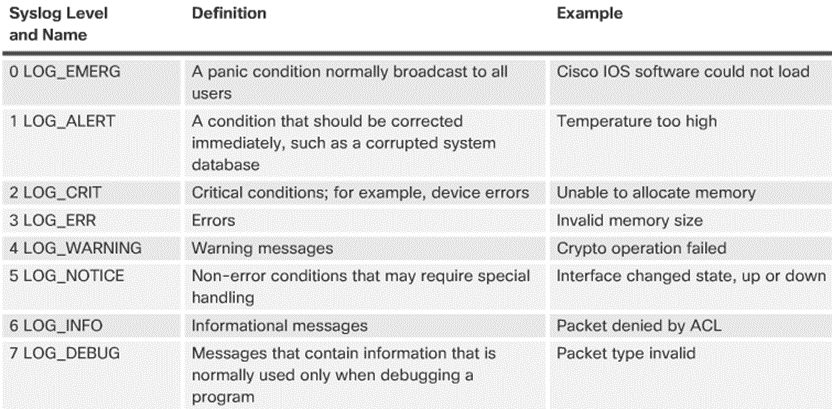 Syslog Level Definition Example
and Name
0 LOG_EMERG A panic condition normally broadcast to all Cisco IOS software could not load
users
1 LOG_ALERT A condition that should be corrected Temperature too high
immediately, such as a corrupted system
database
2 LOG_CRIT Critical conditions; for example, device errors Unable to allocate memory
3 LOG_ERR Errors Invalid memory size
4 LOG_WARNING Warning messages Crypto operation failed
5 LOG_NOTICE Non-error conditions that may require special Interface changed state, up or down
handling
6 LOG_INFO Informational messages Packet denied by ACL
7 LOG_DEBUG Messages that contain information that is Packet type invalid
normally used only when debugging a
program